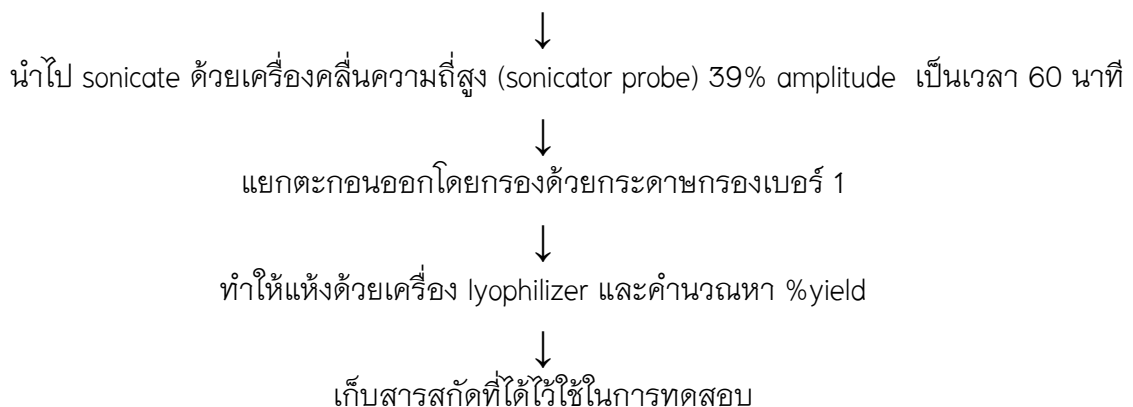 ↓
นำไป sonicate ด้วยเครื่องคลื่นความถี่สูง (sonicator probe) 39% amplitude เป็นเวลา 60 นาที
↓
แยกตะกอนออกโดยกรองด้วยกระดาษกรองเบอร์ 1
↓
ทำให้แห้งด้วยเครื่อง lyophilizer และคำนวณหา %yield
↓
เก็บสารสกัดที่ได้ไว้ใช้ในการทดสอบ